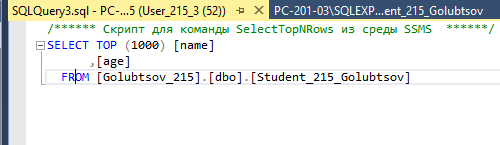 SQLQuery3.sql - PC-...5 (User_215_3 (52)) PC-201-03\SQLEXP...ent_215_Golubtsov
/****** Скрипт для команды SelectTopNRows из среды SSMS ******/
SELECT TOP (1000) [name]
,[age]
FROM [Golubtsov_215].[dbo].[Student_215_Golubtsov]